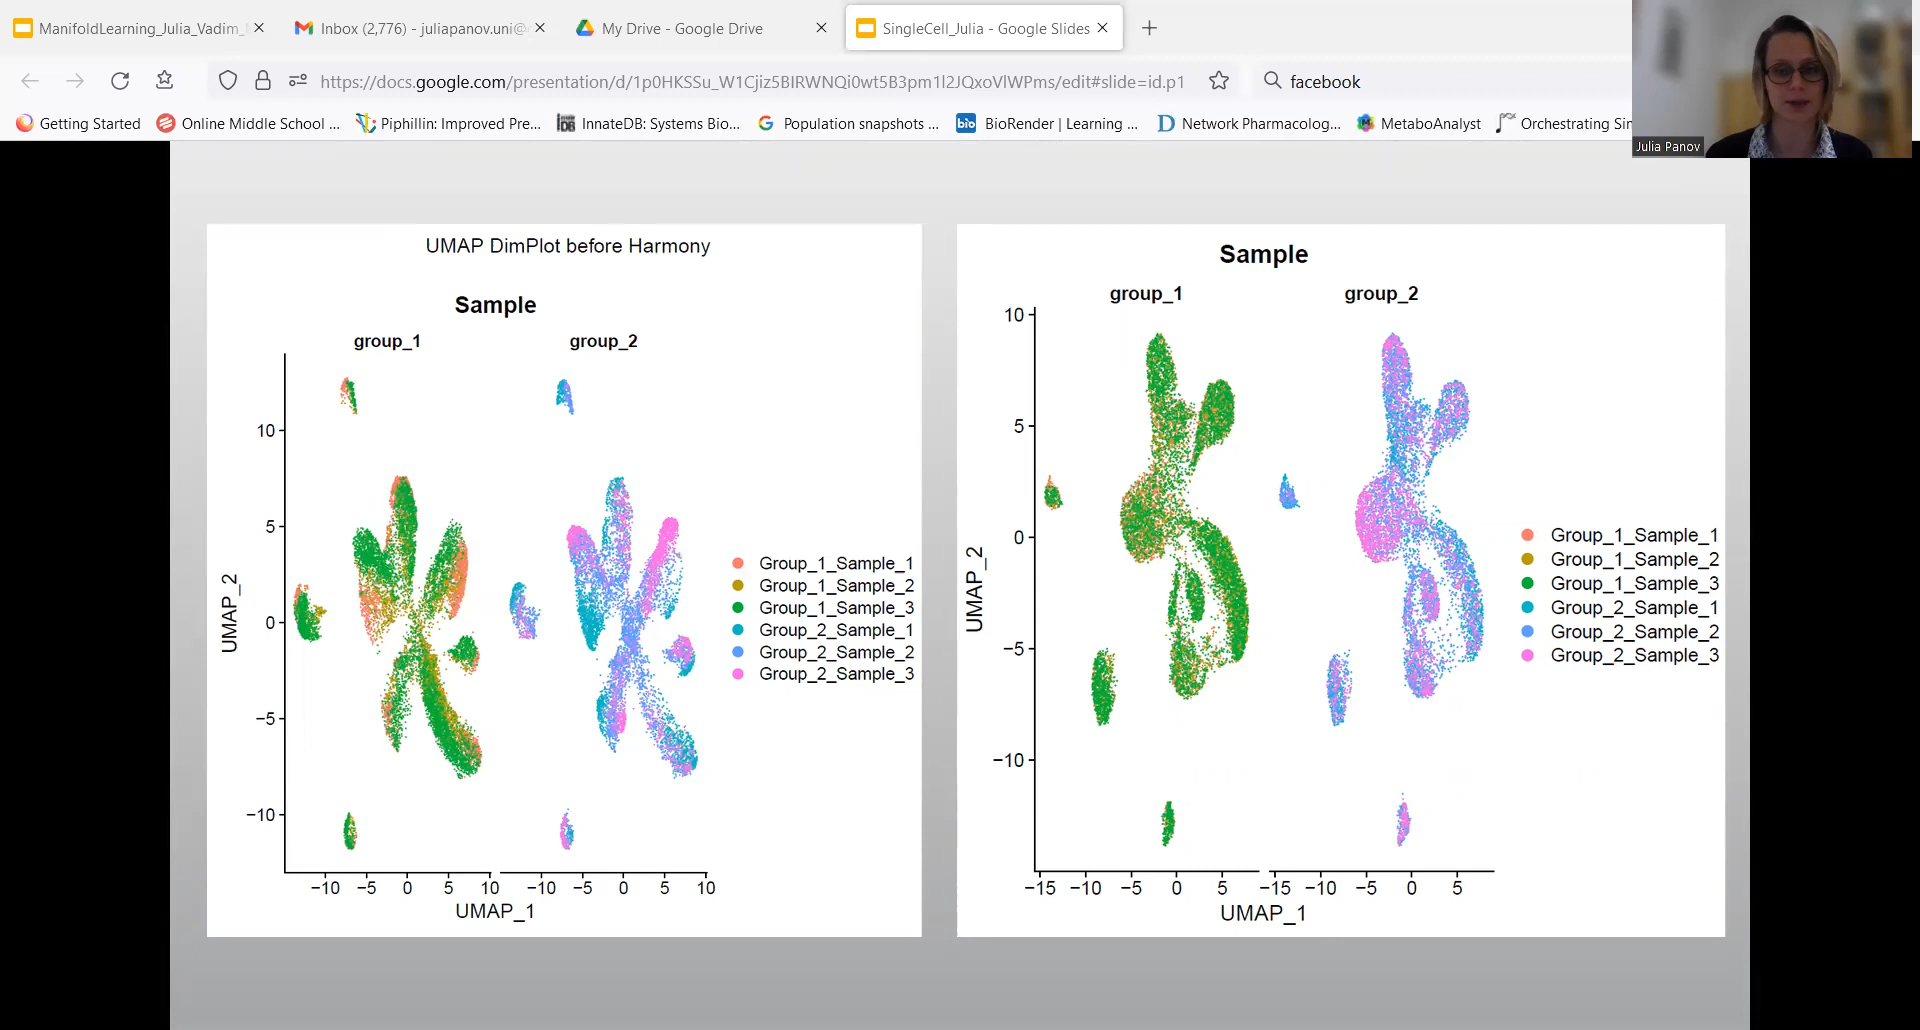 ManifoldLearning_Julia_Vadim_
Inbox (2,776) - juliapanov.uni@
My Drive - Google Drive
SingleCell_Julia - Google Slides
https://docs.google.com/presentation/d/1p0HKSSu_W1Cjiz5BIRWNQi0wt5B3pm1l2JQxoVlWPms/edit#slide=id.p1
facebook
Getting Started
Online Middle School ...
Piphillin: Improved Pre...
InnateDB: Systems Bio...
Population snapshots ...
bio
BioRender | Learning ...
Network Pharmacolog...
MetaboAnalyst
Orchestrating Sin
Julia Panov
UMAP DimPlot before Harmony
Sample
group_1
group_2
10
5
0
−5
−10
UMAP_2
−10 −5 0 5 10
−10 −5 0 5 10
UMAP_1
Group_1_Sample_1
Group_1_Sample_2
Group_1_Sample_3
Group_2_Sample_1
Group_2_Sample_2
Group_2_Sample_3
Sample
group_1
group_2
10
5
0
−5
−10
UMAP_2
−15 −10 −5 0 5
−15 −10 −5 0 5
UMAP_1
Group_1_Sample_1
Group_1_Sample_2
Group_1_Sample_3
Group_2_Sample_1
Group_2_Sample_2
Group_2_Sample_3